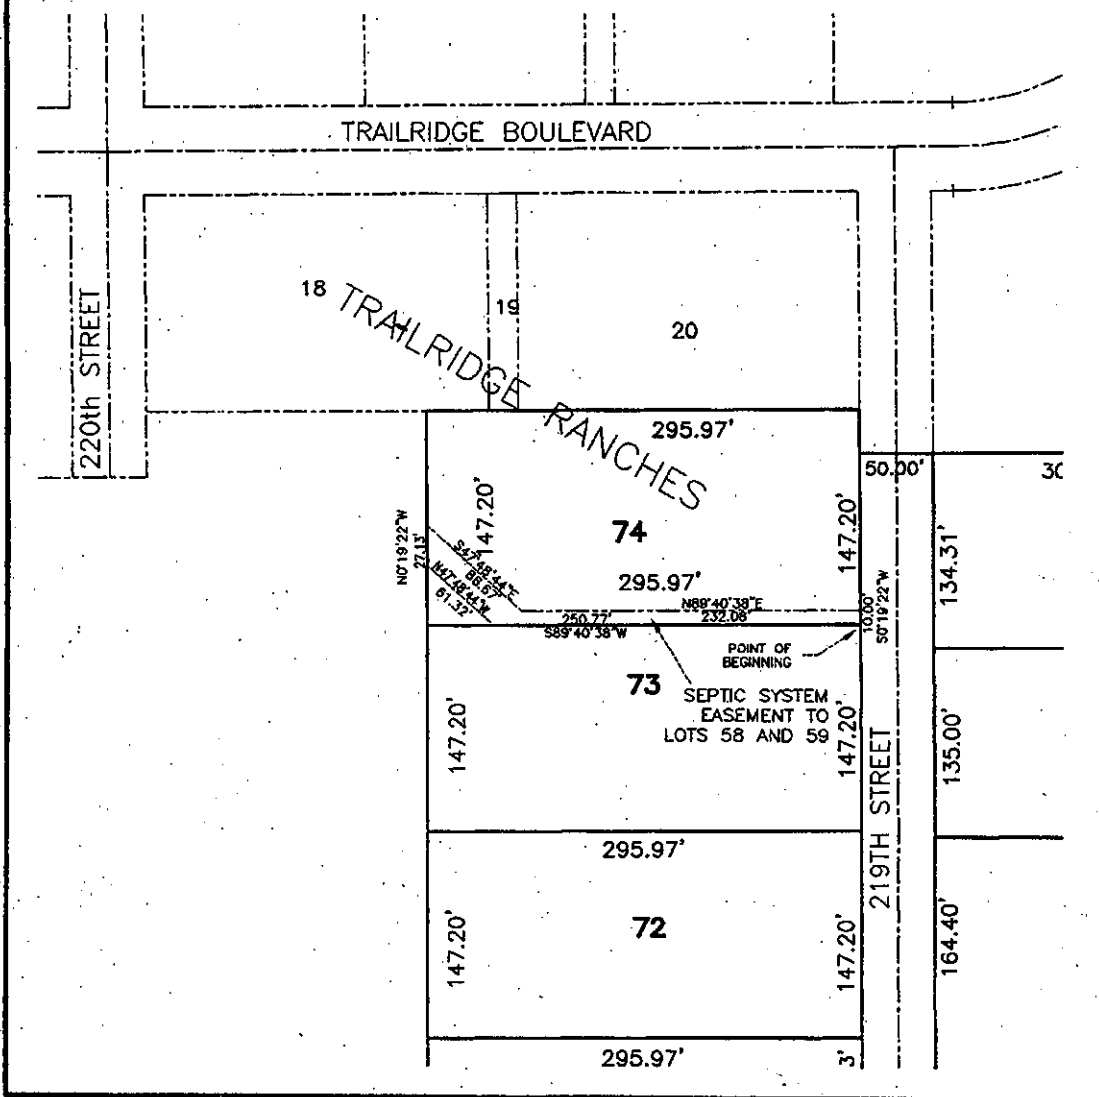 TRAILRIDGE BOULEVARD
220th STREET
18
19
20
TRAILRIDGE RANCHES
295.97'
50.00'
30
147.20'
74
147.20'
134.31'
N0°19'22"W
27.13'
S47°48'44"E
86.67'
N47°48'44"W
61.32'
295.97'
N89°40'38"E
232.08'
250.77'
S89°40'38"W
10.00'
S0°19'22"W
POINT OF
BEGINNING
73
SEPTIC SYSTEM
EASEMENT TO
LOTS 58 AND 59
147.20'
147.20'
135.00'
219TH STREET
295.97'
72
147.20'
147.20'
164.40'
295.97'
3'